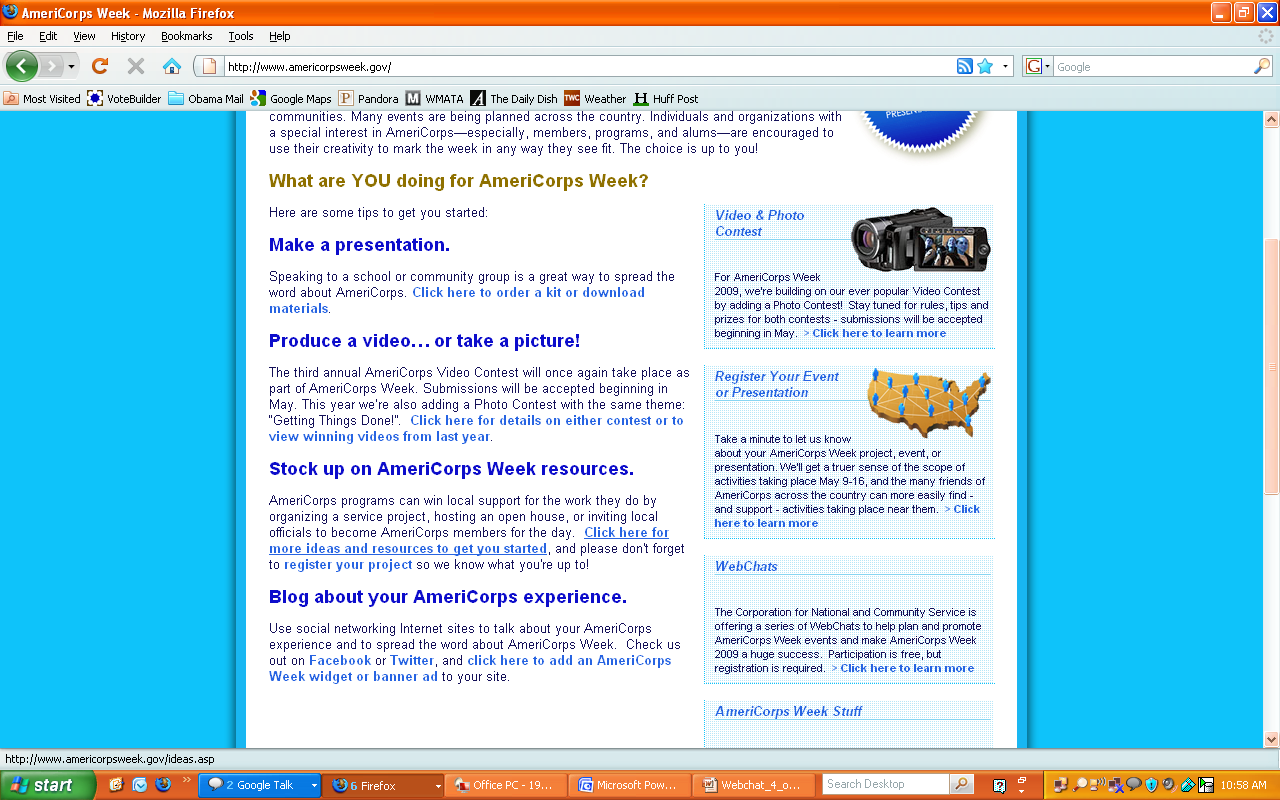 AmeriCorps Week - Mozilla Firefox
File Edit View History Bookmarks Tools Help
http://www.americorpsweek.gov/
G Google
Most Visited VoteBuilder Obama Mail Google Maps P Pandora M WMATA A The Daily Dish TWC Weather H Huff Post
communities. Many events are being planned across the country. Individuals and organizations with
a special interest in AmeriCorps—especially, members, programs, and alums—are encouraged to
use their creativity to mark the week in any way they see fit. The choice is up to you!
What are YOU doing for AmeriCorps Week?
Here are some tips to get you started:
Make a presentation.
Speaking to a school or community group is a great way to spread the
word about AmeriCorps. Click here to order a kit or download
materials.
Produce a video... or take a picture!
The third annual AmeriCorps Video Contest will once again take place as
part of AmeriCorps Week. Submissions will be accepted beginning in
May. This year we're also adding a Photo Contest with the same theme:
"Getting Things Done!". Click here for details on either contest or to
view winning videos from last year.
Stock up on AmeriCorps Week resources.
AmeriCorps programs can win local support for the work they do by
organizing a service project, hosting an open house, or inviting local
officials to become AmeriCorps members for the day. Click here for
more ideas and resources to get you started, and please don't forget
to register your project so we know what you're up to!
Blog about your AmeriCorps experience.
Use social networking Internet sites to talk about your AmeriCorps
experience and to spread the word about AmeriCorps Week. Check us
out on Facebook or Twitter, and click here to add an AmeriCorps
Week widget or banner ad to your site.
Video & Photo
Contest
For AmeriCorps Week
2009, we're building on our ever popular Video Contest
by adding a Photo Contest! Stay tuned for rules, tips and
prizes for both contests - submissions will be accepted
beginning in May. > Click here to learn more
Register Your Event
or Presentation
Take a minute to let us know
about your AmeriCorps Week project, event, or
presentation. We'll get a truer sense of the scope of
activities taking place May 9-16, and the many friends of
AmeriCorps across the country can more easily find -
and support - activities taking place near them. > Click
here to learn more
WebChats
The Corporation for National and Community Service is
offering a series of WebChats to help plan and promote
AmeriCorps Week events and make AmeriCorps Week
2009 a huge success. Participation is free, but
registration is required. > Click here to learn more
AmeriCorps Week Stuff
http://www.americorpsweek.gov/ideas.asp
start 2 Google Talk 6 Firefox Office PC - 19... Microsoft Pow... Webchat_4_o... Search Desktop 10:58 AM